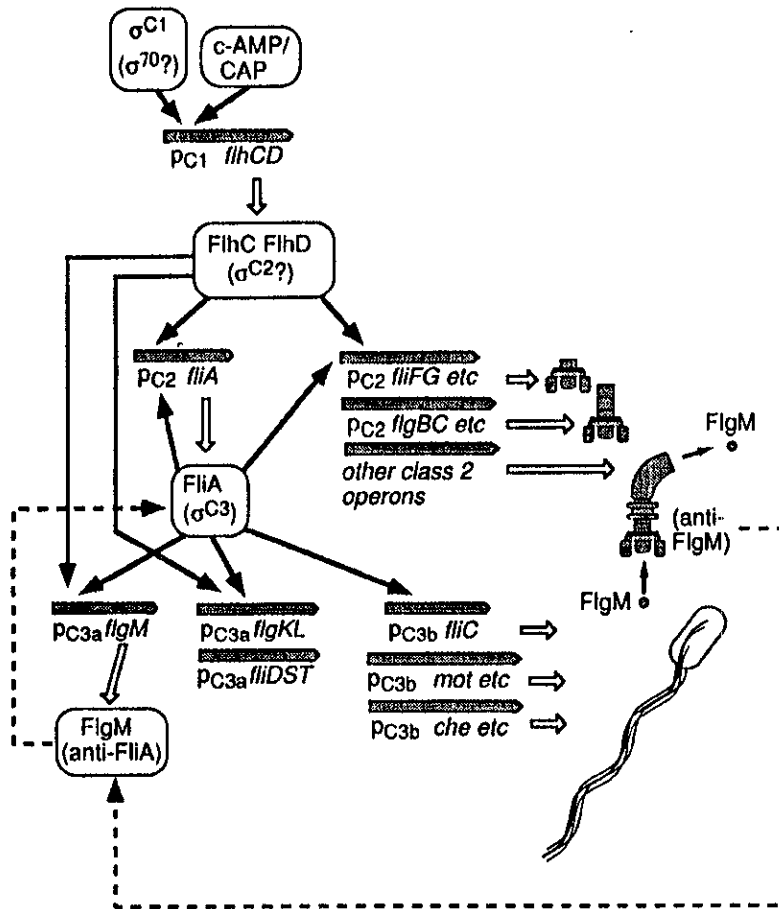 σC1
(σ70?)
c-AMP/
CAP
pC1 flhCD
FlhC FlhD
(σC2?)
pC2 fliA
pC2 fliFG etc
pC2 flgBC etc
other class 2
operons
FlgM
FliA
(σC3)
(anti-
FlgM)
FlgM
pC3a flgM
pC3a flgKL
pC3b fliC
pC3a fliDST
pC3b mot etc
pC3b che etc
FlgM
(anti-FliA)